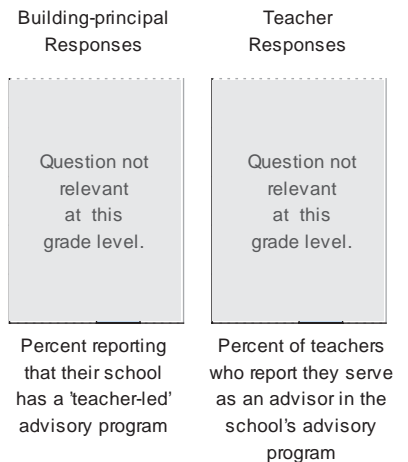 Building-principal
Responses
Question not
relevant
at this
grade level.
Percent reporting
that their school
has a 'teacher-led’
advisory program
Teacher
Responses
Question not
relevant
at this
grade level.
Percent of teachers
who report they serve
as an advisor in the
school’s advisory
program